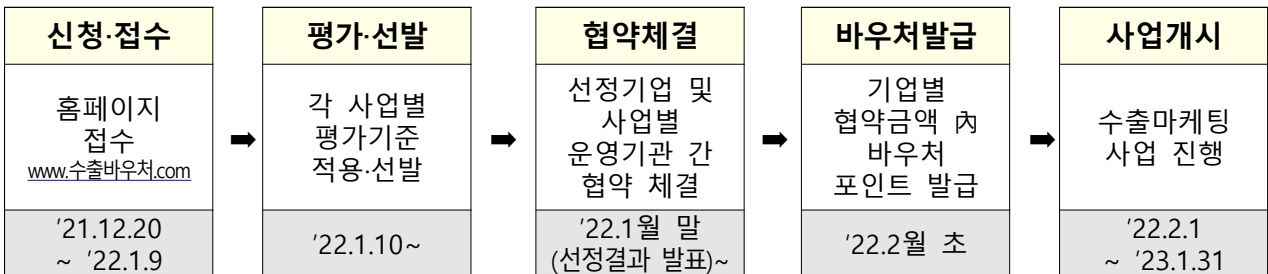 신청·접수
홈페이지
접수
www.수출바우처.com
'21.12.20
~ '22.1.9
➡
평가·선발
각 사업별
평가기준
적용·선발
'22.1.10~
➡
협약체결
선정기업 및
사업별
운영기관 간
협약 체결
'22.1월 말
(선정결과 발표)~
➡
바우처발급
기업별
협약금액 內
바우처
포인트 발급
'22.2월 초
➡
사업개시
수출마케팅
사업 진행
'22.2.1
~ '23.1.31